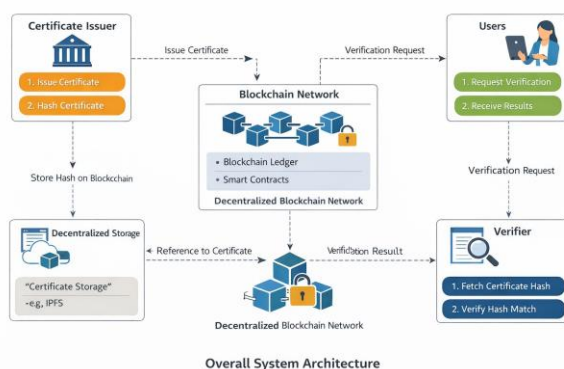 Certificate Issuer
1. Issue Certificate
2. Hash Certificate
Issue Certificate
Verification Request
Users
1. Request Verification
2. Receive Results
Blockchain Network
• Blockchain Ledger
• Smart Contracts
Decentralized Blockchain Network
Store Hash on Blokcchain
Verification Request
Decentralized Storage
"Certificate Storage"
-e.g, IPFS
Reference to Certificate
Verification Result
Decentralized Blockchain Network
Verifier
1. Fetch Certificate Hash
2. Verify Hash Match
Overall System Architecture